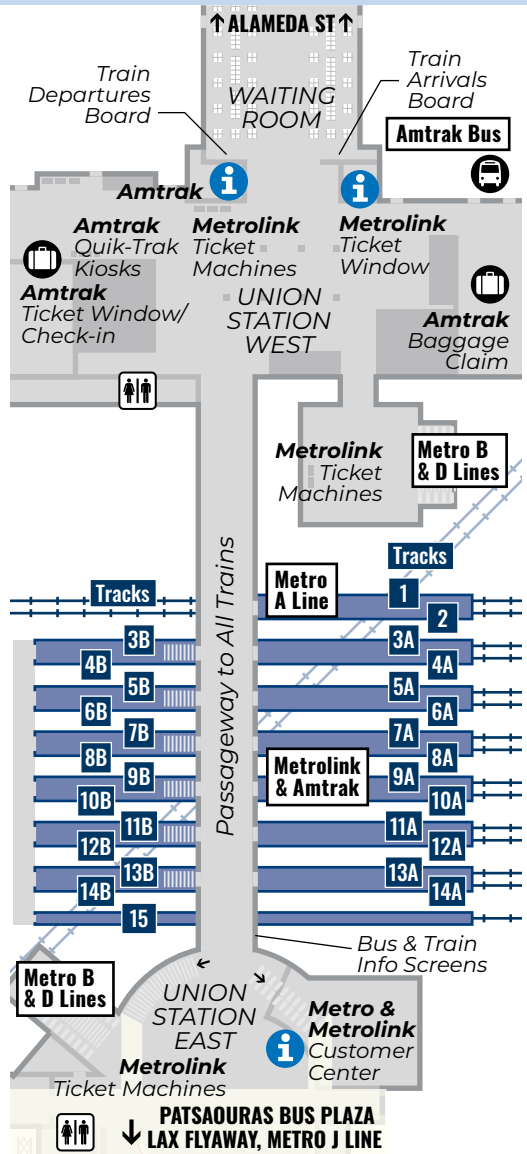 ↑ ALAMEDA ST ↑
Train
Departures
Board
WAITING
ROOM
Train
Arrivals
Board
Amtrak Bus
Amtrak
Amtrak
Quik-Trak
Kiosks
Metrolink
Ticket
Machines
Metrolink
Ticket
Window
Amtrak
Ticket Window/
Check-in
UNION
STATION
WEST
Amtrak
Baggage
Claim
Metrolink
Ticket
Machines
Metro B
& D Lines
Passageway to All Trains
Tracks
Tracks
Metro
A Line
1
2
3B
3A
4B
4A
5B
5A
6B
6A
7B
7A
8B
8A
Metrolink
& Amtrak
9B
9A
10B
10A
11B
11A
12B
12A
13B
13A
14B
14A
15
Bus & Train
Info Screens
Metro B
& D Lines
UNION
STATION
EAST
Metro &
Metrolink
Customer
Center
Metrolink
Ticket Machines
↓ PATSAOURAS BUS PLAZA
LAX FLYAWAY, METRO J LINE